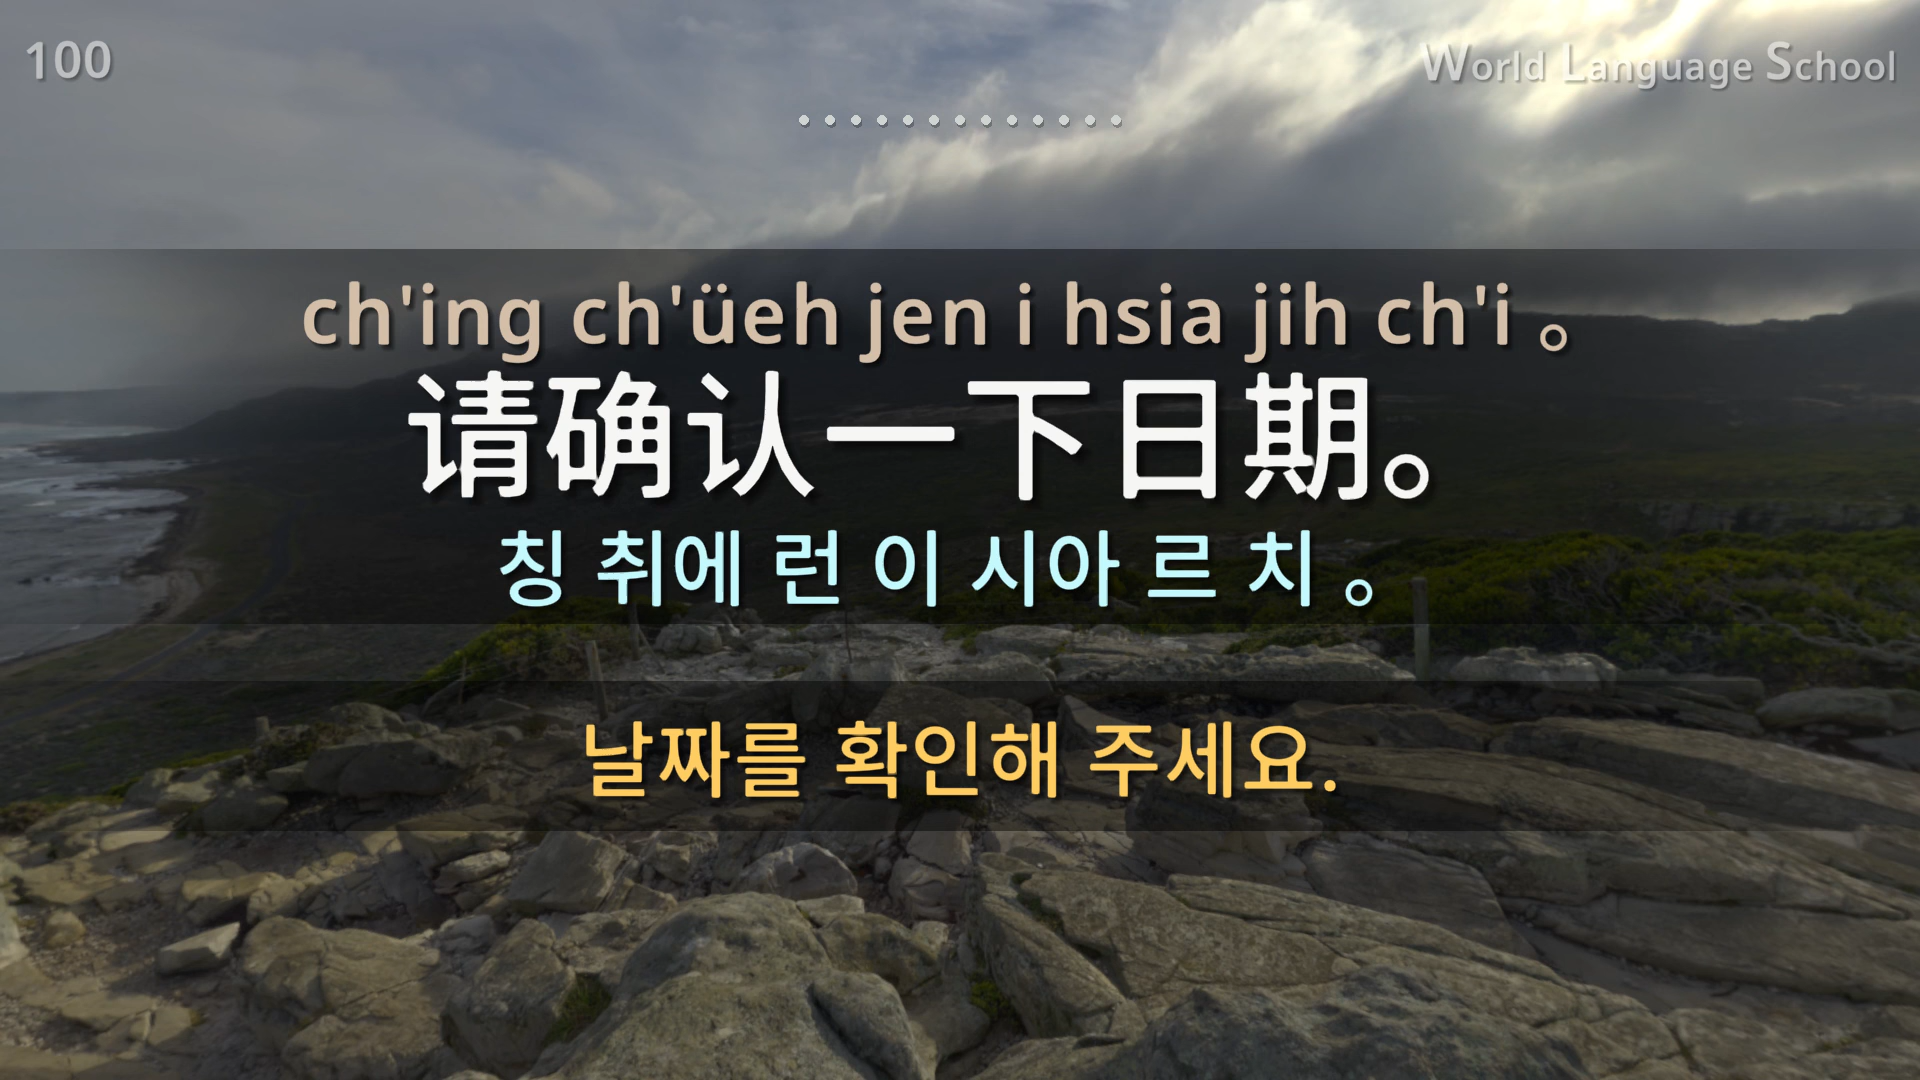 100
World Language School
.............
ch'ing ch'üeh jen i hsia jih ch'i 。
请确认一下日期。
칭 취에 런 이 시아 르 치 。
날짜를 확인해 주세요.